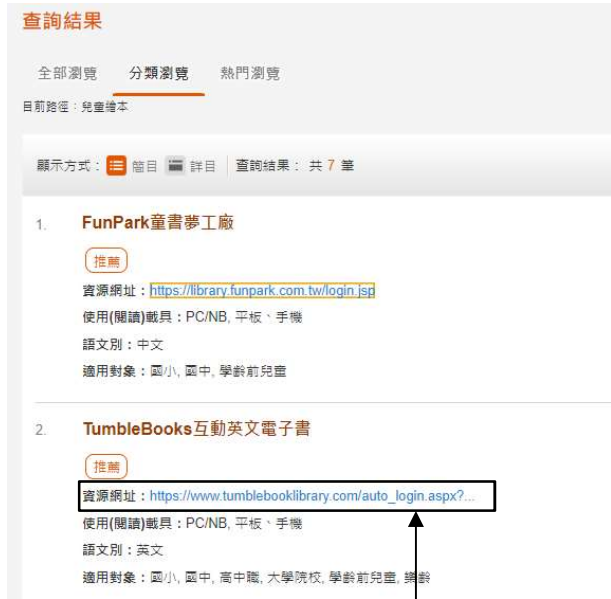 查詢結果
全部瀏覽 分類瀏覽 熱門瀏覽
目前路徑：兒童繪本
顯示方式： 簡目 詳目 查詢結果： 共 7 筆
1. FunPark童書夢工廠
推薦
資源網址：https://library.funpark.com.tw/login.jsp
使用(閱讀)載具：PC/NB, 平板、手機
語文別：中文
適用對象：國小, 國中, 學齡前兒童
2. TumbleBooks互動英文電子書
推薦
資源網址：https://www.tumblebooklibrary.com/auto_login.aspx?...
使用(閱讀)載具：PC/NB, 平板、手機
語文別：英文
適用對象：國小, 國中, 高中職, 大學院校, 學齡前兒童, 樂齡